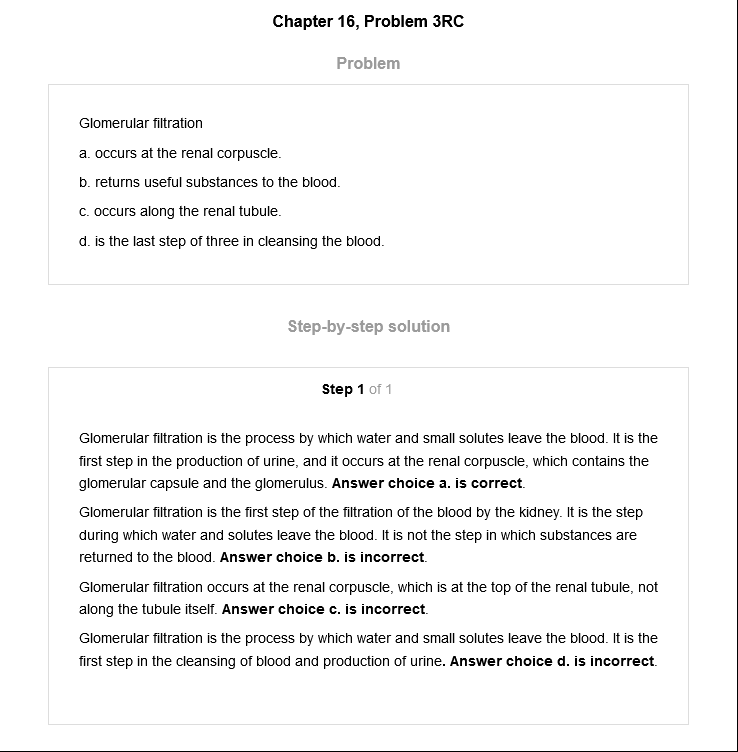 Chapter 16, Problem 3RC
Problem
Glomerular filtration
a. occurs at the renal corpuscle.
b. returns useful substances to the blood.
c. occurs along the renal tubule.
d. is the last step of three in cleansing the blood.
Step-by-step solution
Step 1 of 1
Glomerular filtration is the process by which water and small solutes leave the blood. It is the
first step in the production of urine, and it occurs at the renal corpuscle, which contains the
glomerular capsule and the glomerulus. Answer choice a. is correct.
Glomerular filtration is the first step of the filtration of the blood by the kidney. It is the step
during which water and solutes leave the blood. It is not the step in which substances are
returned to the blood. Answer choice b. is incorrect.
Glomerular filtration occurs at the renal corpuscle, which is at the top of the renal tubule, not
along the tubule itself. Answer choice c. is incorrect.
Glomerular filtration is the process by which water and small solutes leave the blood. It is the
first step in the cleansing of blood and production of urine. Answer choice d. is incorrect.